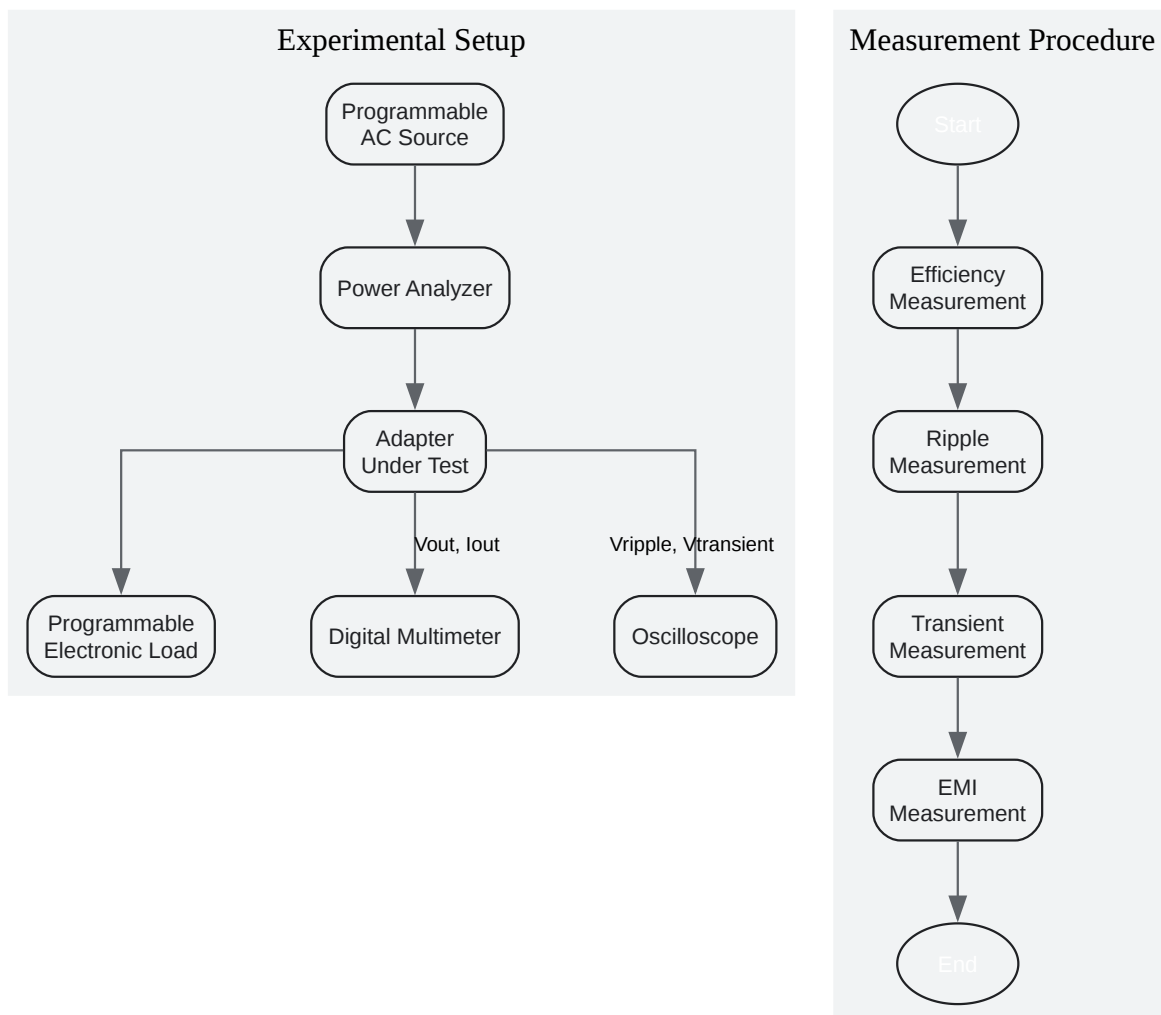 Experimental Setup
Programmable
AC Source
Power Analyzer
Adapter
Under Test
Vout, Iout
Vripple, Vtransient
Programmable
Electronic Load
Digital Multimeter
Oscilloscope
Measurement Procedure
Start
Efficiency
Measurement
Ripple
Measurement
Transient
Measurement
EMI
Measurement
End